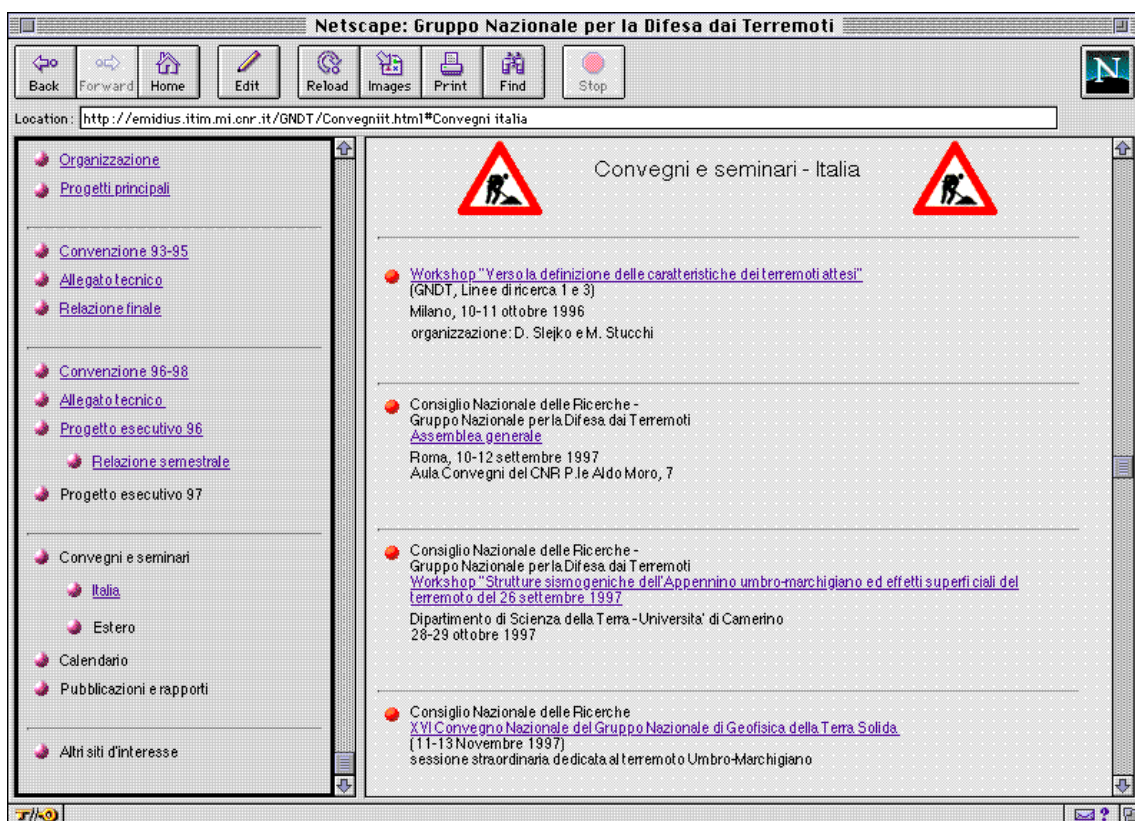 Netscape: Gruppo Nazionale per la Difesa dai Terremoti
Back Forward Home Edit Reload Images Print Find Stop
N
Location: http://emidius.itim.mi.cnr.it/GNDT/Convegniit.html#Convegni italia
Organizzazione
Progetti principali
Convenzione 93-95
Allegato tecnico
Relazione finale
Convenzione 96-98
Allegato tecnico
Progetto esecutivo 96
Relazione semestrale
Progetto esecutivo 97
Convegni e seminari
Italia
Estero
Calendario
Pubblicazioni e rapporti
Altri siti d'interesse
Convegni e seminari - Italia
Workshop "Verso la definizione delle caratteristiche dei terremoti attesi"
(GNDT, Linee di ricerca 1 e 3)
Milano, 10-11 ottobre 1996
organizzazione: D. Slejko e M. Stucchi
Consiglio Nazionale delle Ricerche -
Gruppo Nazionale per la Difesa dai Terremoti
Assemblea generale
Roma, 10-12 settembre 1997
Aula Convegni del CNR P.le Aldo Moro, 7
Consiglio Nazionale delle Ricerche -
Gruppo Nazionale per la Difesa dai Terremoti
Workshop "Strutture sismogeniche dell'Appennino umbro-marchigiano ed effetti superficiali del
terremoto del 26 settembre 1997
Dipartimento di Scienza della Terra - Universita' di Camerino
28-29 ottobre 1997
Consiglio Nazionale delle Ricerche
XVI Convegno Nazionale del Gruppo Nazionale di Geofisica della Terra Solida
(11-13 Novembre 1997)
sessione straordinaria dedicata al terremoto Umbro-Marchigiano
?